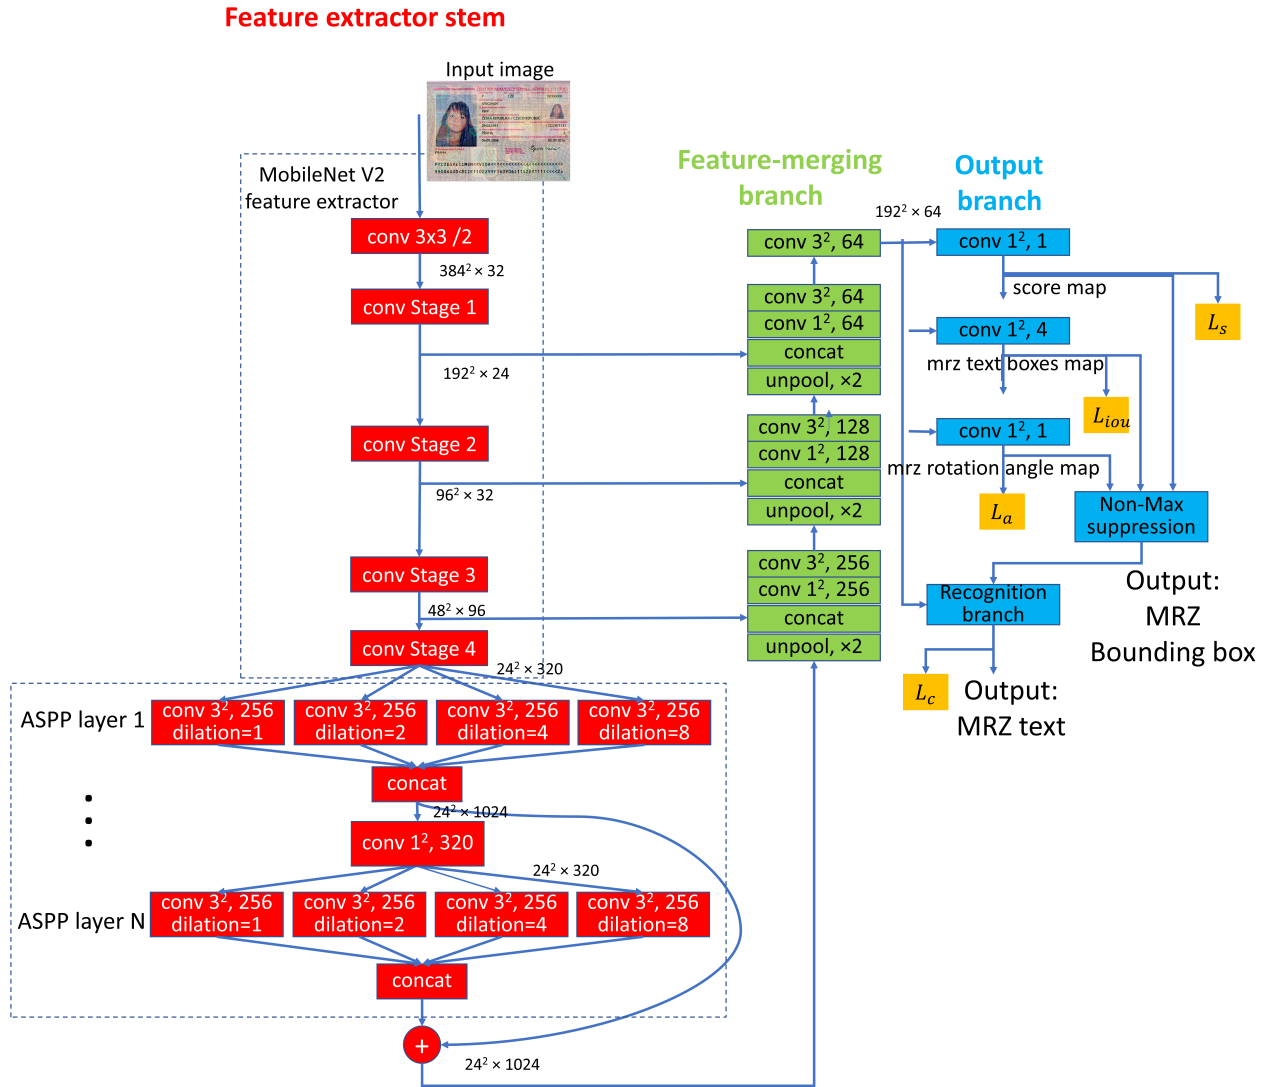 Feature extractor stem
Input image
MobileNet V2
feature extractor
conv 3x3 /2
384² × 32
conv Stage 1
192² × 24
conv Stage 2
96² × 32
conv Stage 3
48² × 96
conv Stage 4
24² × 320
ASPP layer 1
conv 3², 256
dilation=1
conv 3², 256
dilation=2
conv 3², 256
dilation=4
conv 3², 256
dilation=8
concat
24² × 1024
conv 1², 320
24² × 320
ASPP layer N
conv 3², 256
dilation=1
conv 3², 256
dilation=2
conv 3², 256
dilation=4
conv 3², 256
dilation=8
concat
+
24² × 1024
Feature-merging
branch
192² × 64
conv 3², 64
conv 3², 64
conv 1², 64
concat
unpool, ×2
conv 3², 128
conv 1², 128
concat
unpool, ×2
conv 3², 256
conv 1², 256
concat
unpool, ×2
Output
branch
conv 1², 1
score map
Lₛ
conv 1², 4
mrz text boxes map
L_iou
conv 1², 1
mrz rotation angle map
Lₐ
Non-Max
suppression
Recognition
branch
Output:
MRZ
Bounding box
L_c
Output:
MRZ text